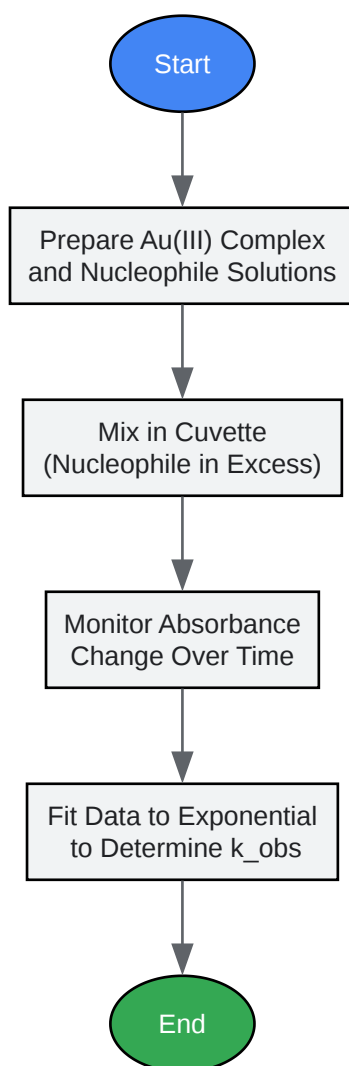 Start
Prepare Au(III) Complex
and Nucleophile Solutions
Mix in Cuvette
(Nucleophile in Excess)
Monitor Absorbance
Change Over Time
Fit Data to Exponential
to Determine k_obs
End